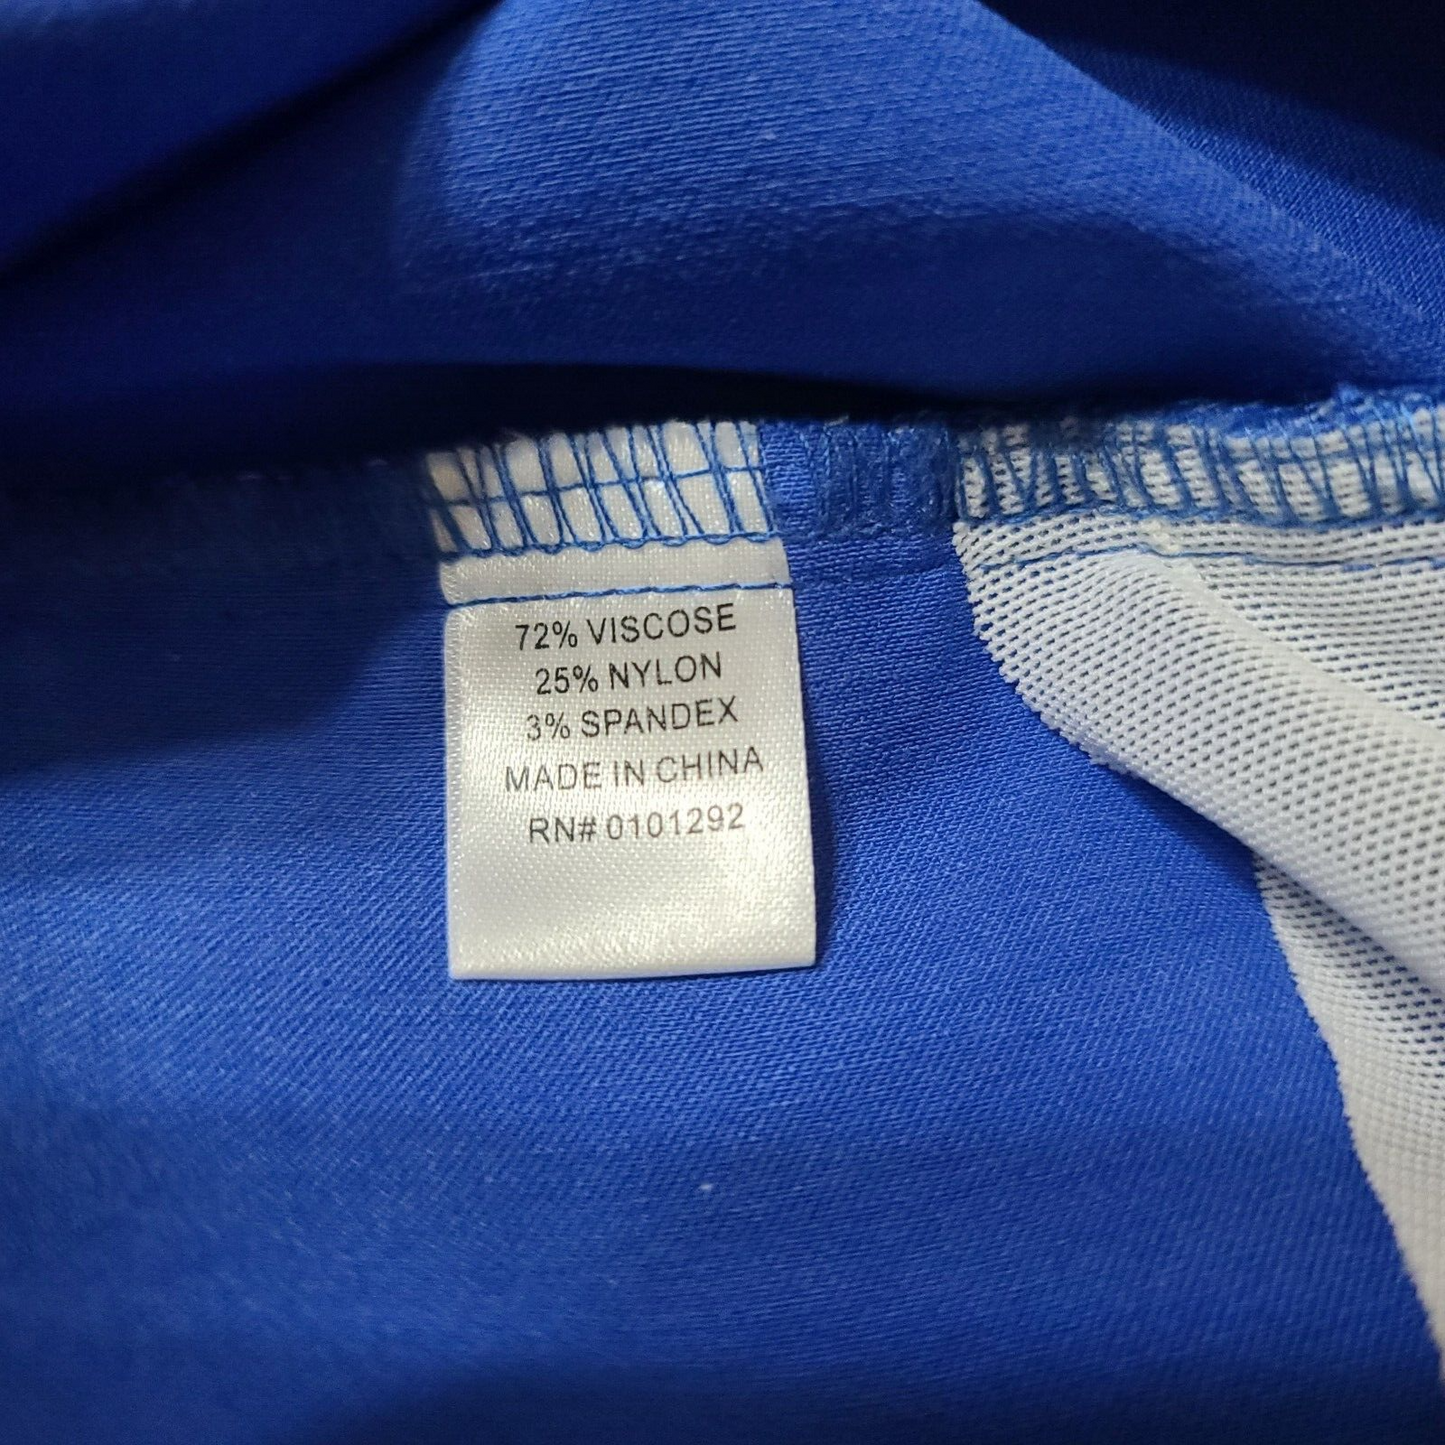 72% VISCOSE
25% NYLON
3% SPANDEX
MADE IN CHINA
RN# 0101292